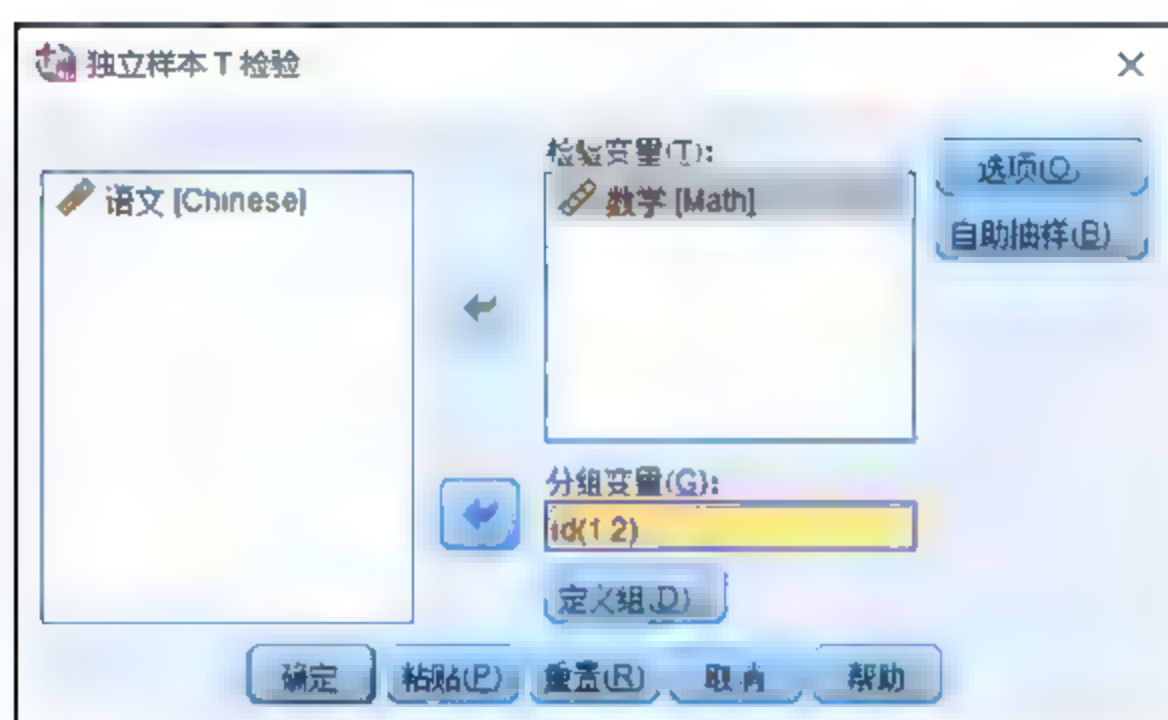 独立样本 T 检验
检验变量(T):
语文 [Chinese]
数学 [Math]
选项(O)
自助抽样(B)
分组变量(G):
id(1 2)
定义组(D)
确定 粘贴(P) 重置(R) 取消 帮助